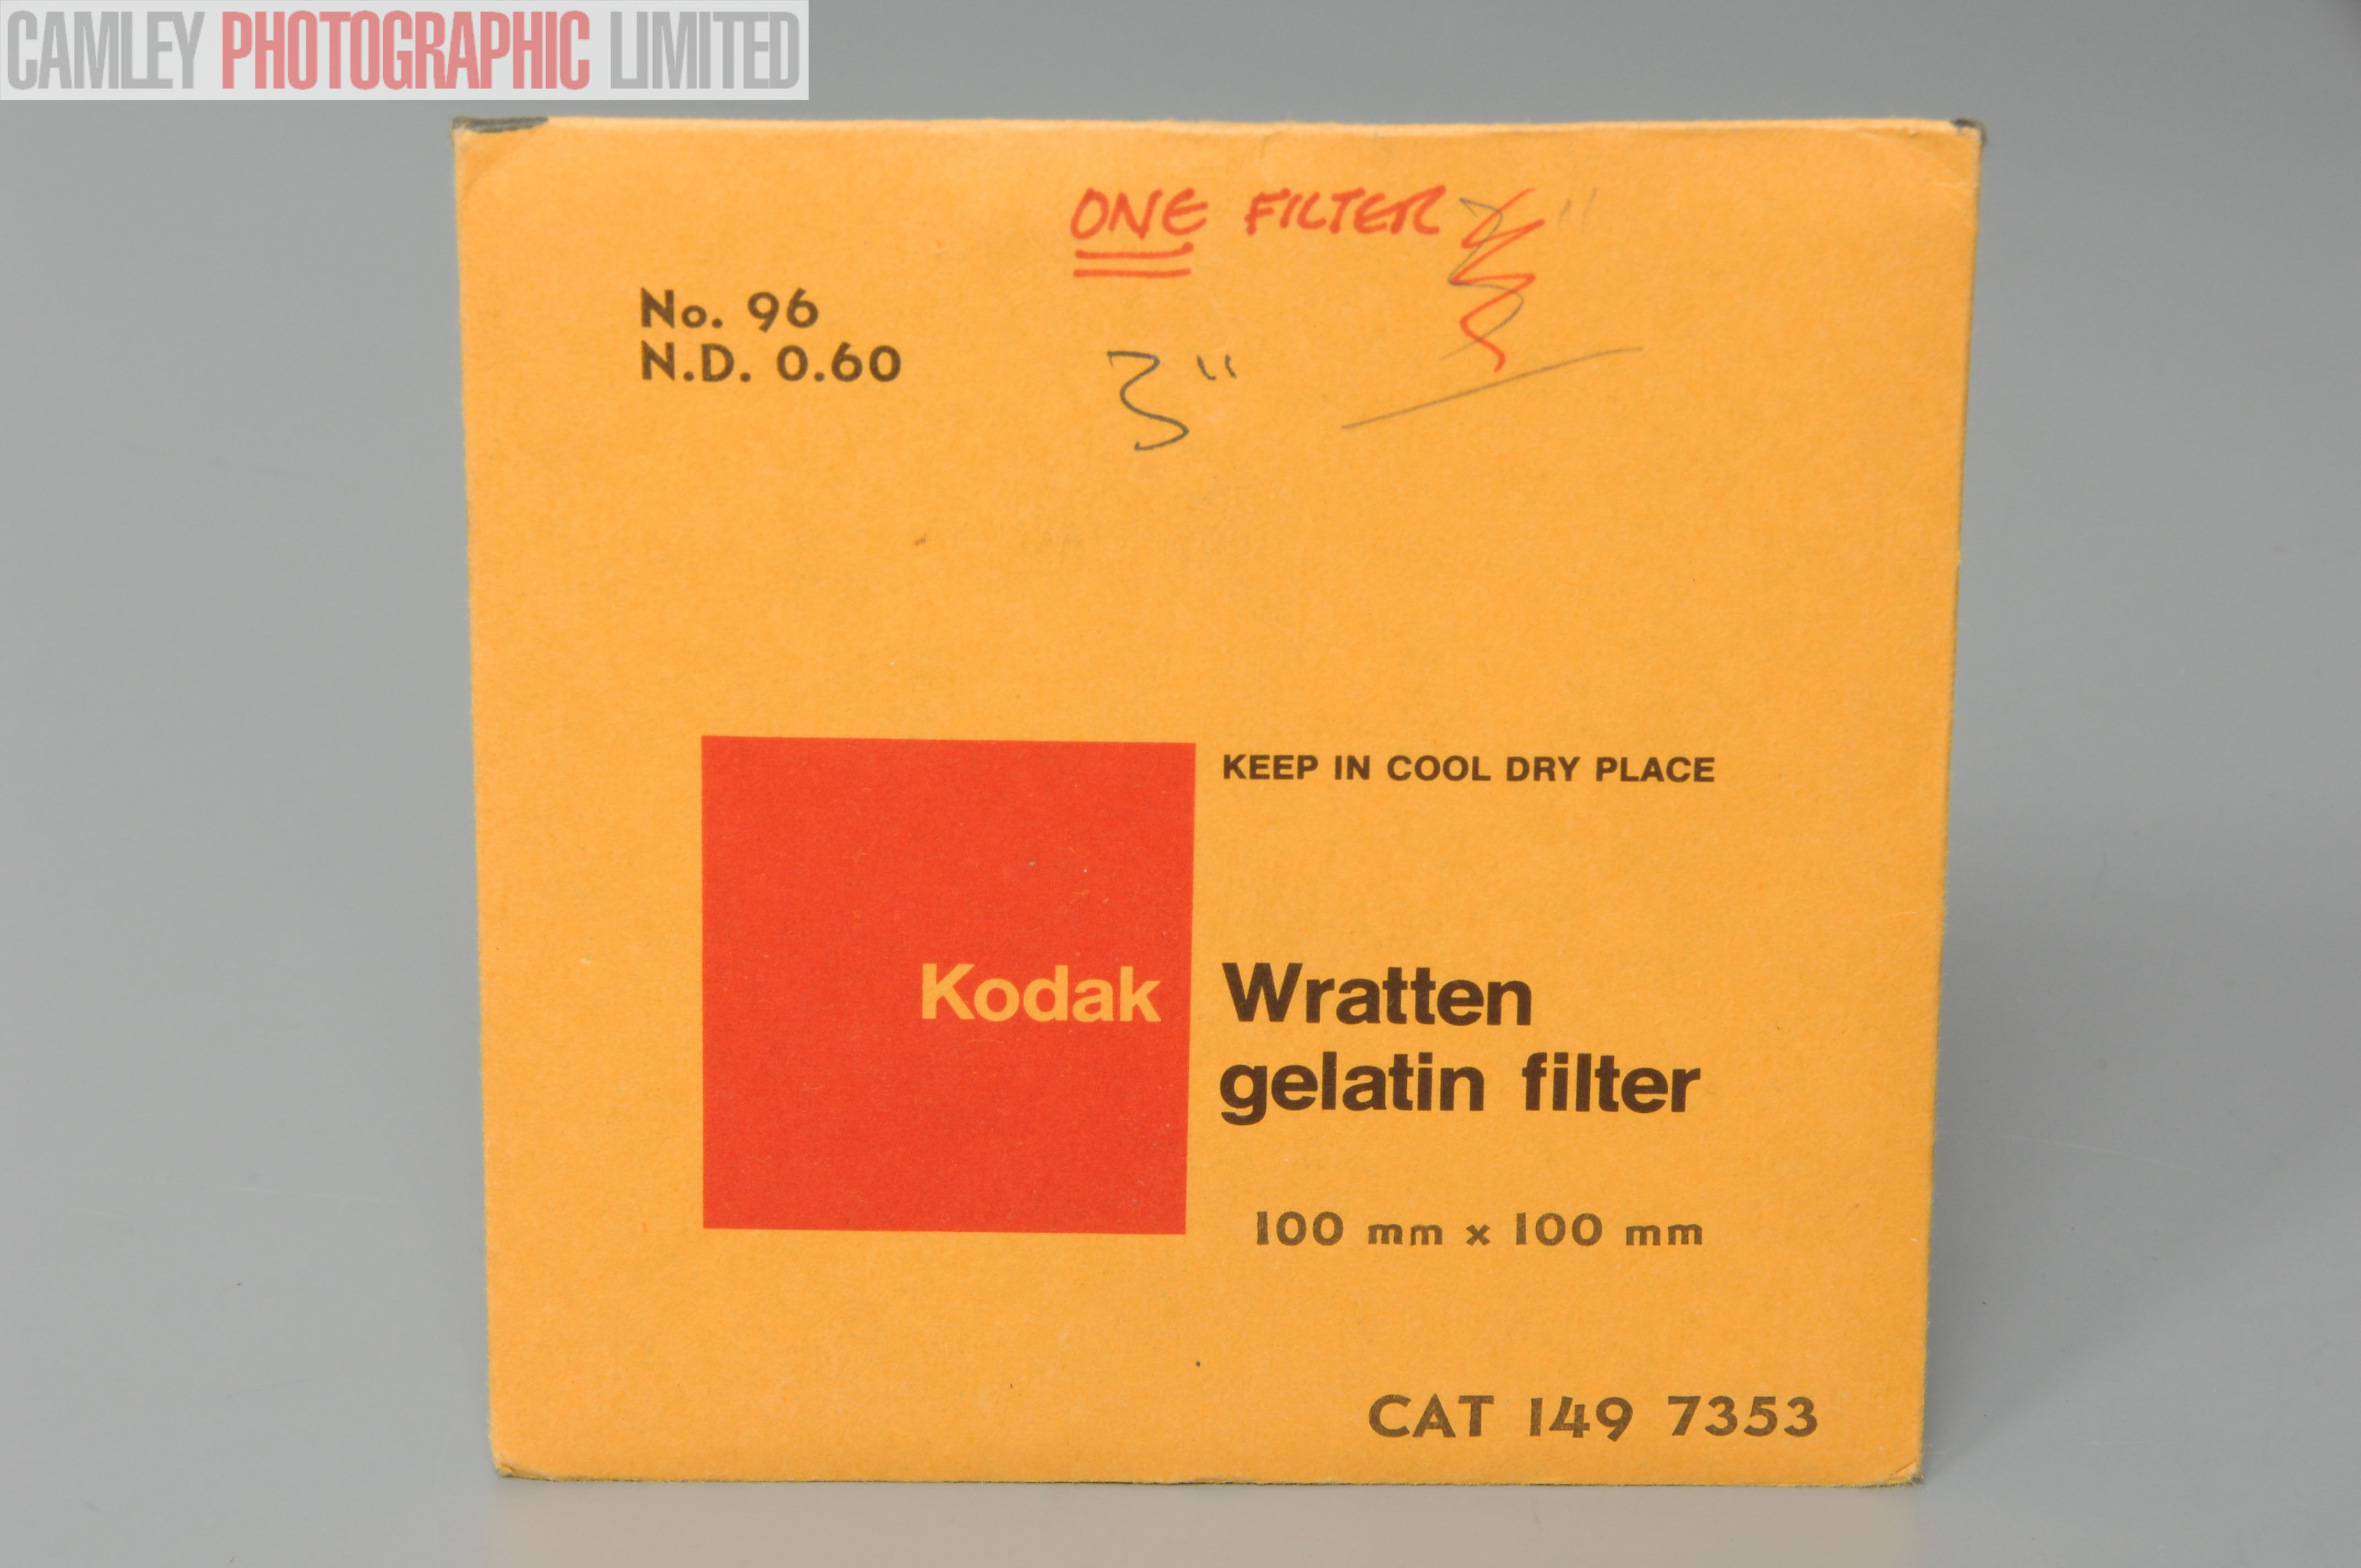 CAMLEY PHOTOGRAPHIC LIMITED
ONE FILTER
No. 96
N.D. 0.60
3"
KEEP IN COOL DRY PLACE
Kodak
Wratten
gelatin filter
100 mm x 100 mm
CAT 149 7353